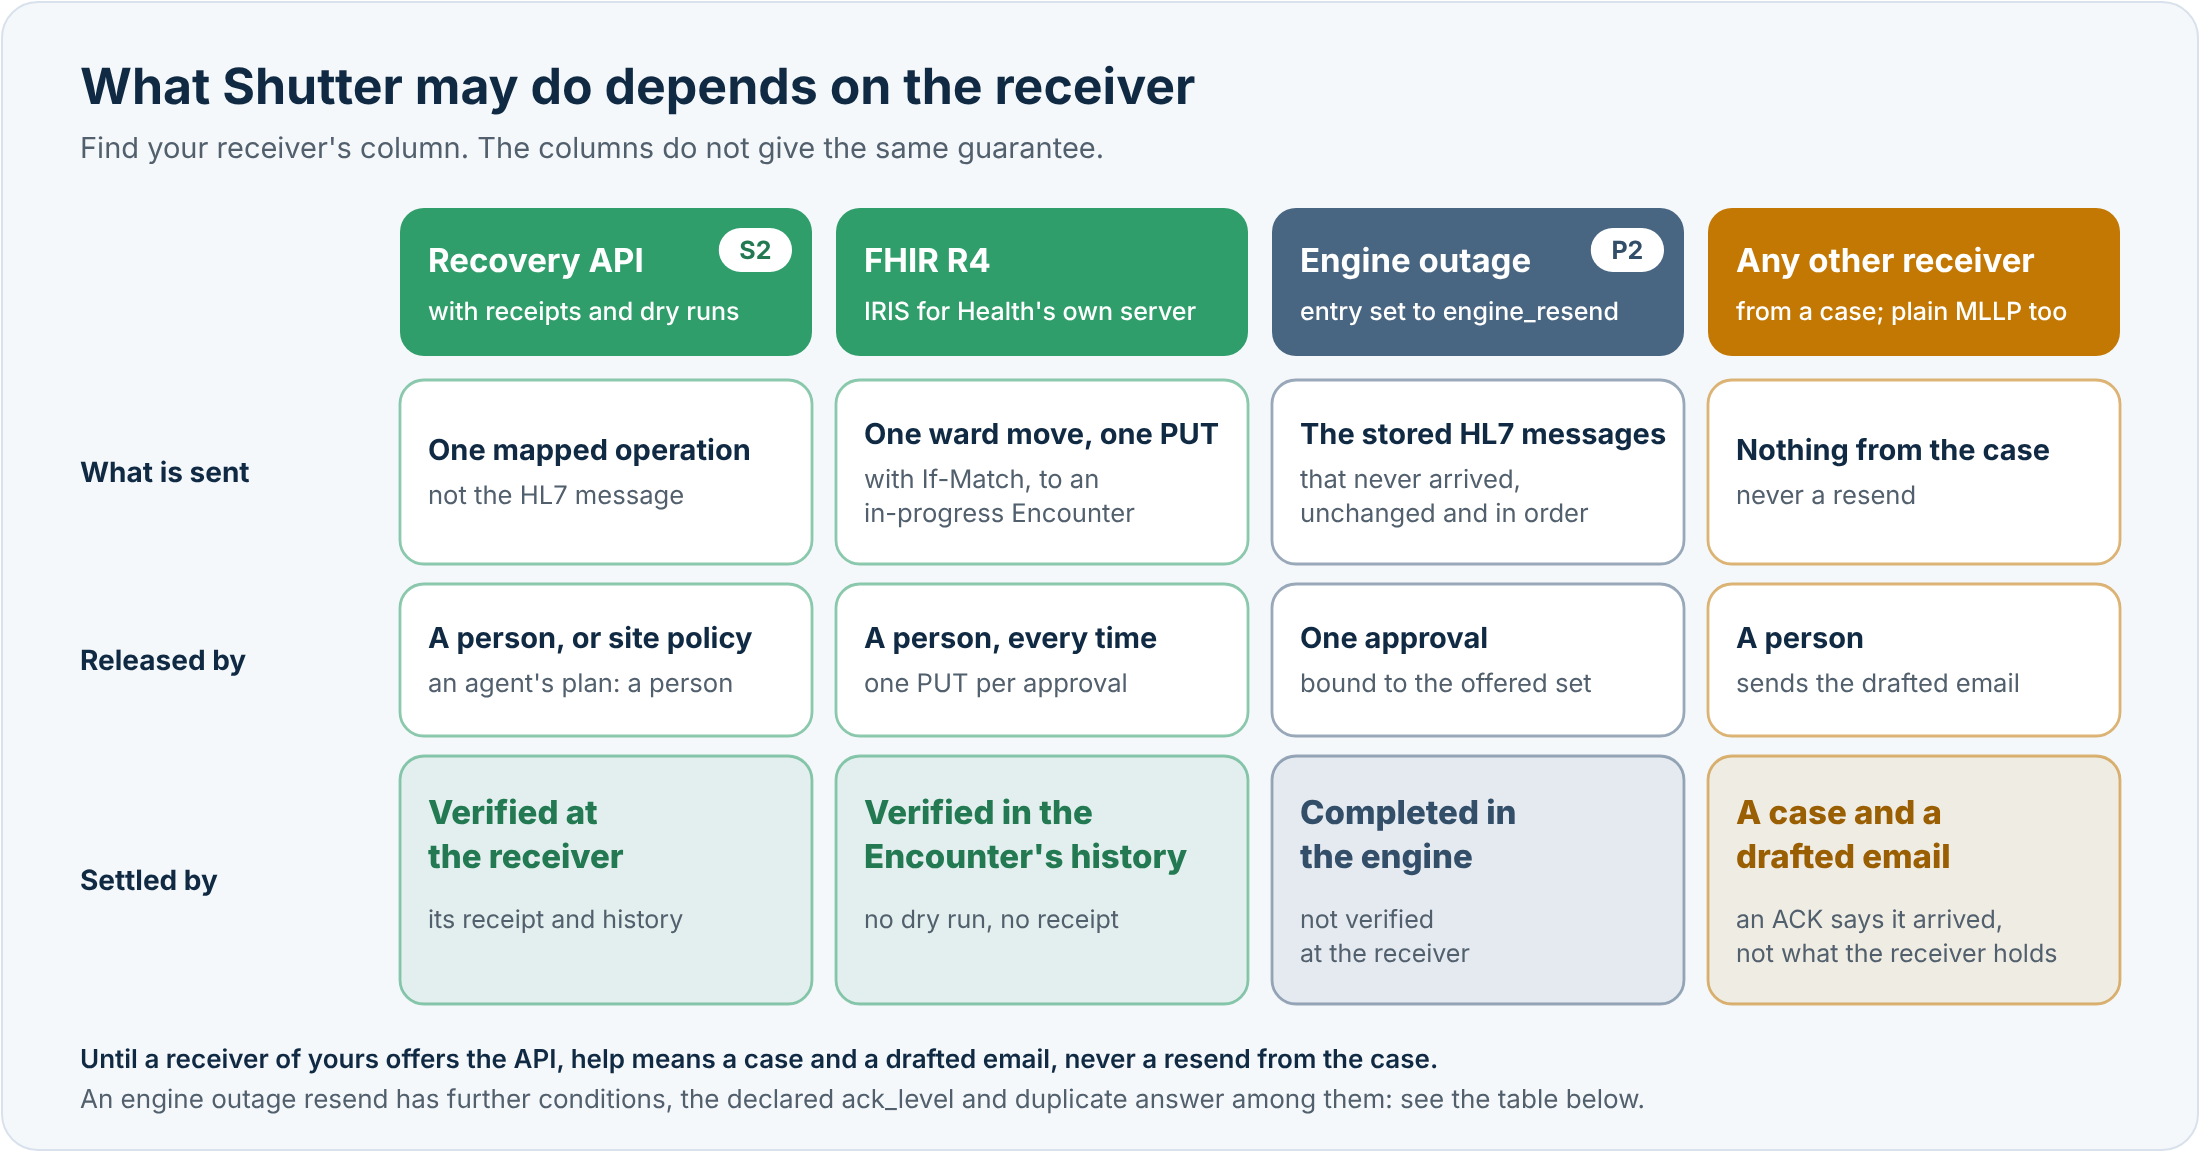 What Shutter may do depends on the receiver
Find your receiver's column. The columns do not give the same guarantee.
Recovery API
S2
with receipts and dry runs
FHIR R4
IRIS for Health's own server
Engine outage
P2
entry set to engine_resend
Any other receiver
from a case; plain MLLP too
What is sent
One mapped operation
not the HL7 message
One ward move, one PUT
with If-Match, to an
in-progress Encounter
The stored HL7 messages
that never arrived,
unchanged and in order
Nothing from the case
never a resend
Released by
A person, or site policy
an agent's plan: a person
A person, every time
one PUT per approval
One approval
bound to the offered set
A person
sends the drafted email
Settled by
Verified at
the receiver
its receipt and history
Verified in the
Encounter's history
no dry run, no receipt
Completed in
the engine
not verified
at the receiver
A case and a
drafted email
an ACK says it arrived,
not what the receiver holds
Until a receiver of yours offers the API, help means a case and a drafted email, never a resend from the case.
An engine outage resend has further conditions, the declared ack_level and duplicate answer among them: see the table below.